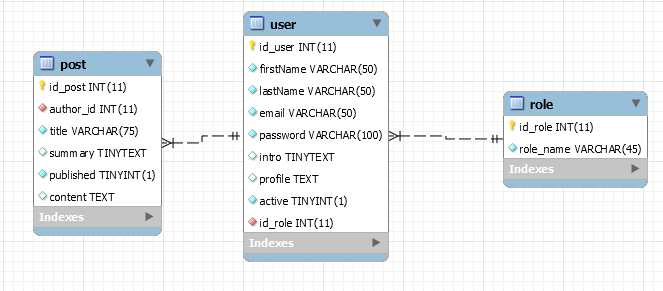 post
id_post INT(11)
author_id INT(11)
title VARCHAR(75)
summary TINYTEXT
published TINYINT(1)
content TEXT
Indexes
user
id_user INT(11)
firstName VARCHAR(50)
lastName VARCHAR(50)
email VARCHAR(50)
password VARCHAR(100)
intro TINYTEXT
profile TEXT
active TINYINT(1)
id_role INT(11)
Indexes
role
id_role INT(11)
role_name VARCHAR(45)
Indexes